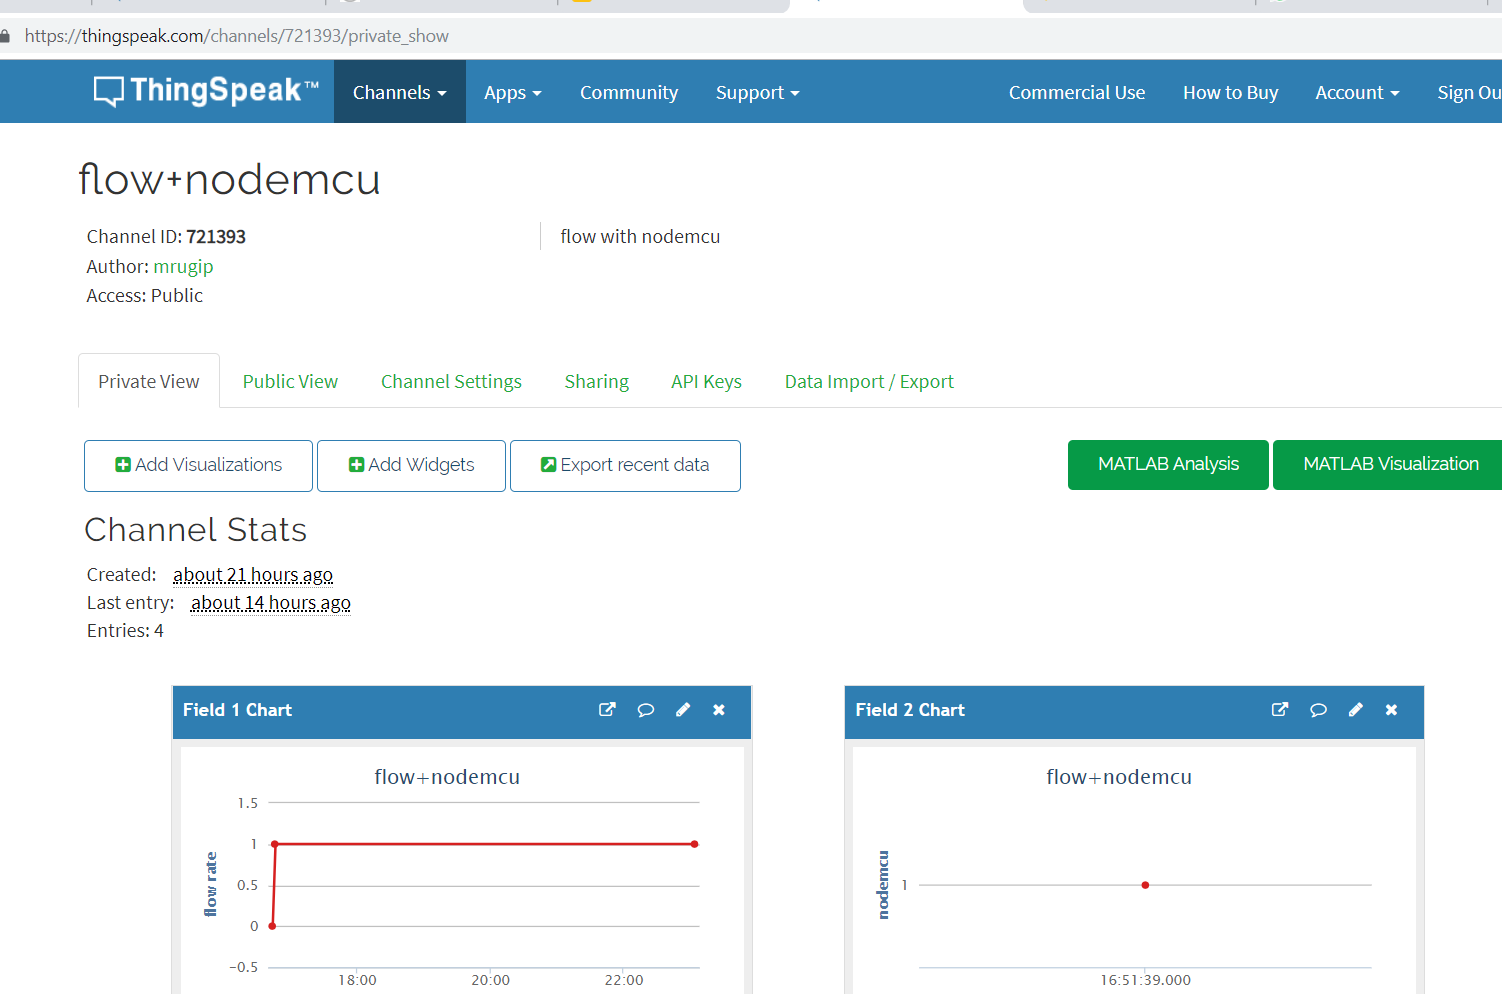 https://thingspeak.com/channels/721393/private_show
ThingSpeak™ Channels Apps Community Support Commercial Use How to Buy Account Sign Ou
flow+nodemcu
Channel ID: 721393
flow with nodemcu
Author: mrugip
Access: Public
Private View Public View Channel Settings Sharing API Keys Data Import / Export
Add Visualizations Add Widgets Export recent data MATLAB Analysis MATLAB Visualization
Channel Stats
Created: about 21 hours ago
Last entry: about 14 hours ago
Entries: 4
Field 1 Chart
flow+nodemcu
flow rate
1.5
1
0.5
0
-0.5
18:00 20:00 22:00
Field 2 Chart
flow+nodemcu
nodemcu
1
16:51:39.000